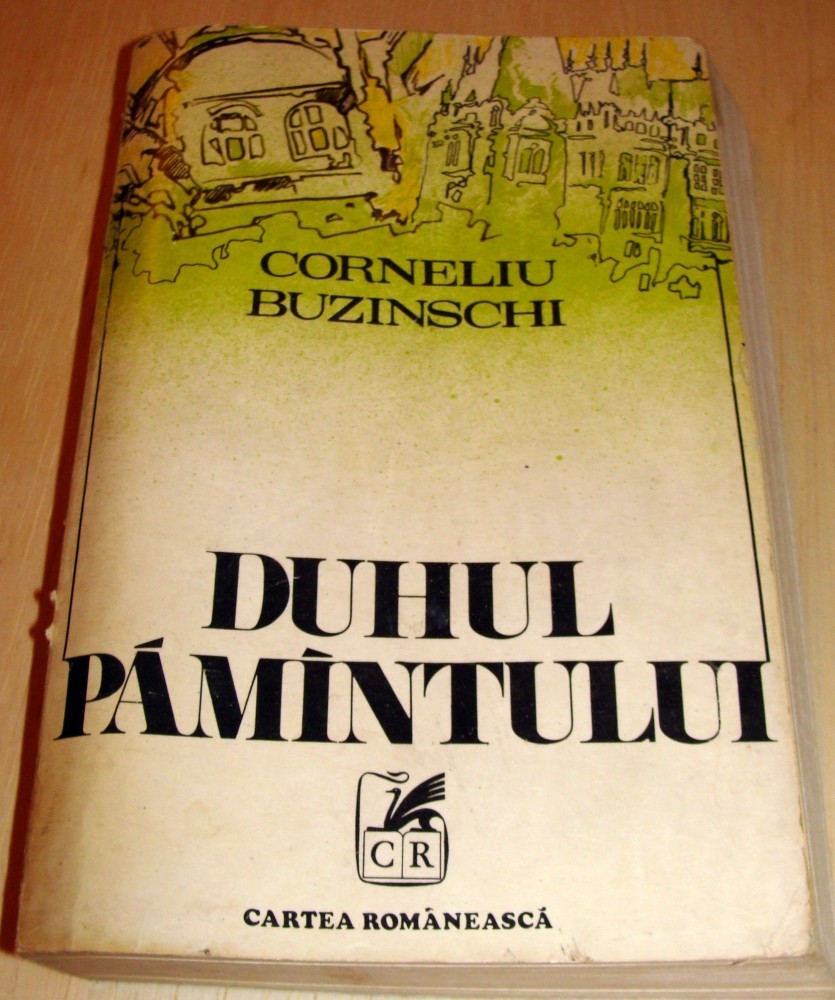 CORNELIU
BUZINSCHI
DUHUL
PĂMÎNTULUI
CR
CARTEA ROMÂNEASCĂ